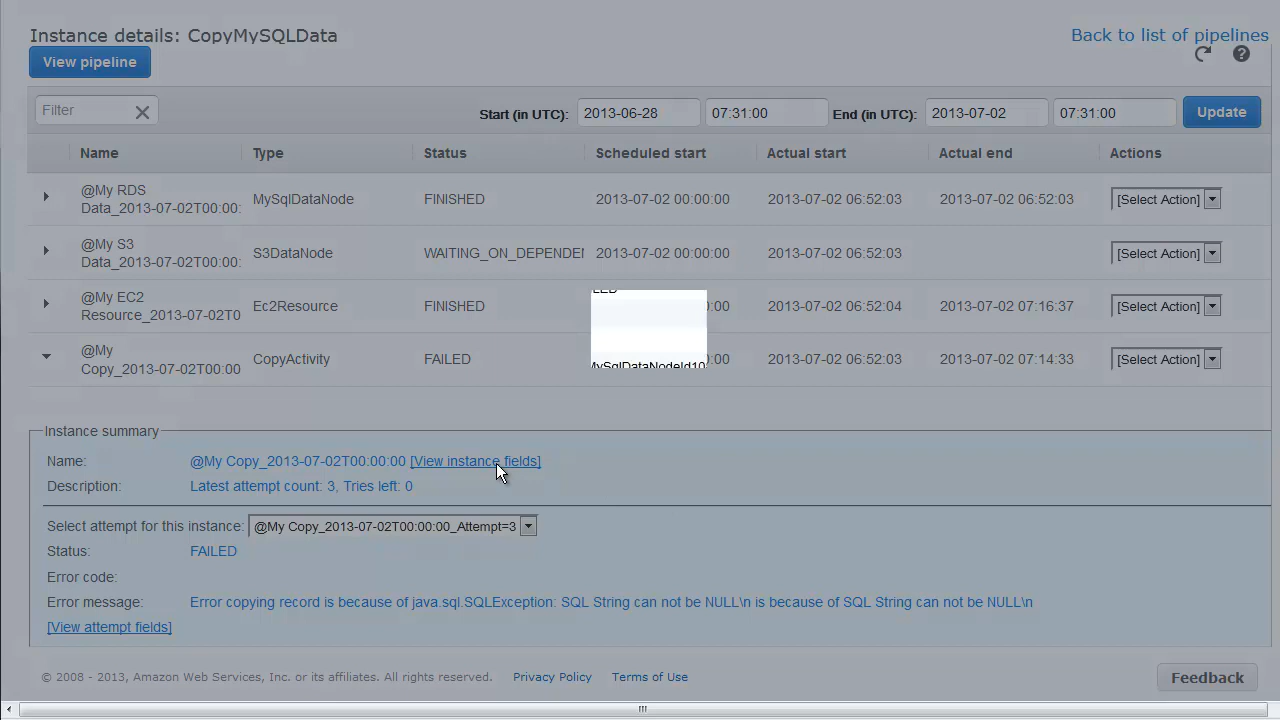 Instance details: CopyMySQLData
Back to list of pipelines
View pipeline
Filter
Start (in UTC): 2013-06-28 07:31:00 End (in UTC): 2013-07-02 07:31:00 Update
Name Type Status Scheduled start Actual start Actual end Actions
@My RDS
Data_2013-07-02T00:00: MySqlDataNode FINISHED 2013-07-02 00:00:00 2013-07-02 06:52:03 2013-07-02 06:52:03 [Select Action]
@My S3
Data_2013-07-02T00:00: S3DataNode WAITING_ON_DEPENDEN 2013-07-02 00:00:00 2013-07-02 06:52:03 [Select Action]
@My EC2
Resource_2013-07-02T0 Ec2Resource FINISHED :00 2013-07-02 06:52:04 2013-07-02 07:16:37 [Select Action]
@My
Copy_2013-07-02T00:00 CopyActivity FAILED :00 2013-07-02 06:52:03 2013-07-02 07:14:33 [Select Action]
MySqlDataNodeId10
Instance summary
Name: @My Copy_2013-07-02T00:00:00 [View instance fields]
Description: Latest attempt count: 3, Tries left: 0
Select attempt for this instance: @My Copy_2013-07-02T00:00:00_Attempt=3
Status: FAILED
Error code:
Error message: Error copying record is because of java.sql.SQLException: SQL String can not be NULL\n is because of SQL String can not be NULL\n
[View attempt fields]
© 2008 - 2013, Amazon Web Services, Inc. or its affiliates. All rights reserved. Privacy Policy Terms of Use Feedback